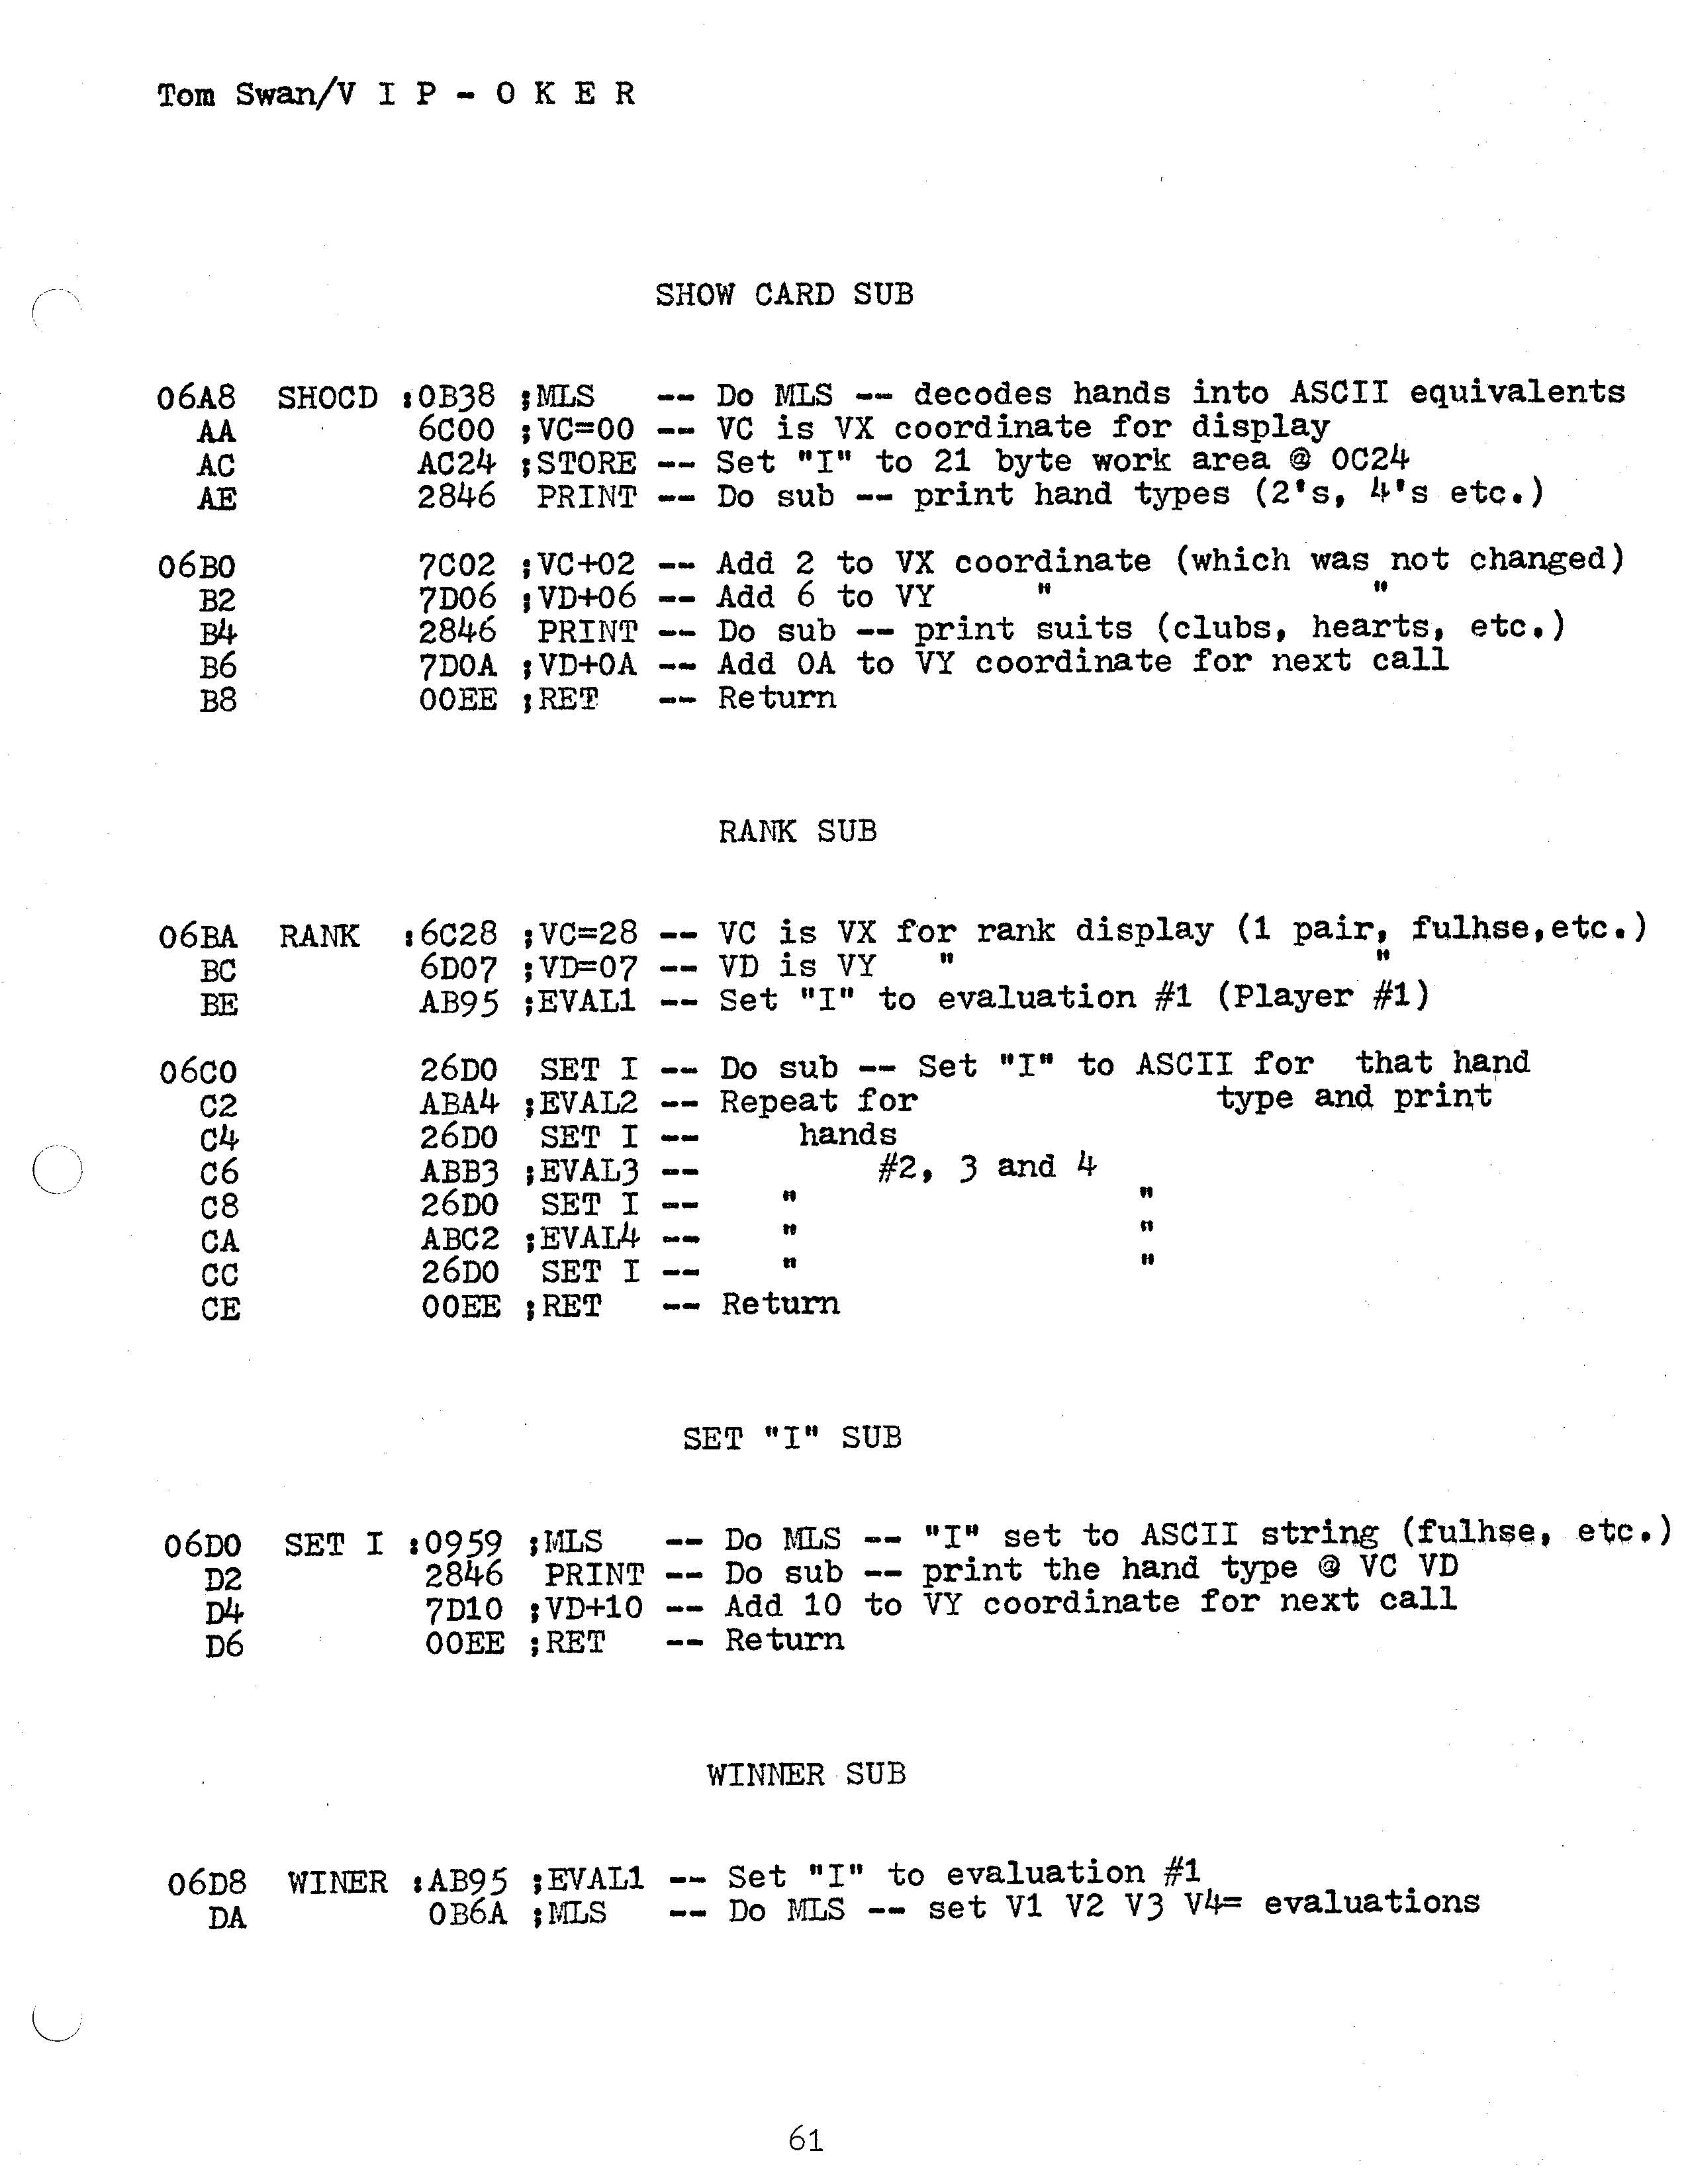 Tom Swan/V I P - O K E R
SHOW CARD SUB
06A8 SHOCD :0B38 ;MLS -- Do MLS -- decodes hands into ASCII equivalents
AA 6C00 ;VC=00 -- VC is VX coordinate for display
AC AC24 ;STORE -- Set "I" to 21 byte work area @ 0C24
AE 2846 PRINT -- Do sub -- print hand types (2's, 4's etc.)
06B0 7C02 ;VC+02 -- Add 2 to VX coordinate (which was not changed)
B2 7D06 ;VD+06 -- Add 6 to VY " "
B4 2846 PRINT -- Do sub -- print suits (clubs, hearts, etc.)
B6 7D0A ;VD+0A -- Add 0A to VY coordinate for next call
B8 00EE ;RET -- Return
RANK SUB
06BA RANK :6C28 ;VC=28 -- VC is VX for rank display (1 pair, fulhse,etc.)
BC 6D07 ;VD=07 -- VD is VY " "
BE AB95 ;EVAL1 -- Set "I" to evaluation #1 (Player #1)
06C0 26D0 SET I -- Do sub -- Set "I" to ASCII for that hand
C2 ABA4 ;EVAL2 -- Repeat for type and print
C4 26D0 SET I -- hands
C6 ABB3 ;EVAL3 -- #2, 3 and 4
C8 26D0 SET I -- " "
CA ABC2 ;EVAL4 -- " "
CC 26D0 SET I -- " "
CE 00EE ;RET -- Return
SET "I" SUB
06D0 SET I :0959 ;MLS -- Do MLS -- "I" set to ASCII string (fulhse, etc.)
D2 2846 PRINT -- Do sub -- print the hand type @ VC VD
D4 7D10 ;VD+10 -- Add 10 to VY coordinate for next call
D6 00EE ;RET -- Return
WINNER SUB
06D8 WINER :AB95 ;EVAL1 -- Set "I" to evaluation #1
DA 0B6A ;MLS -- Do MLS -- set V1 V2 V3 V4= evaluations
61